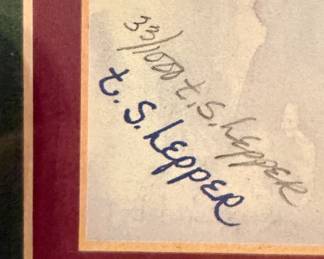 33/1000 t. S. Lepper
t. S. Lepper